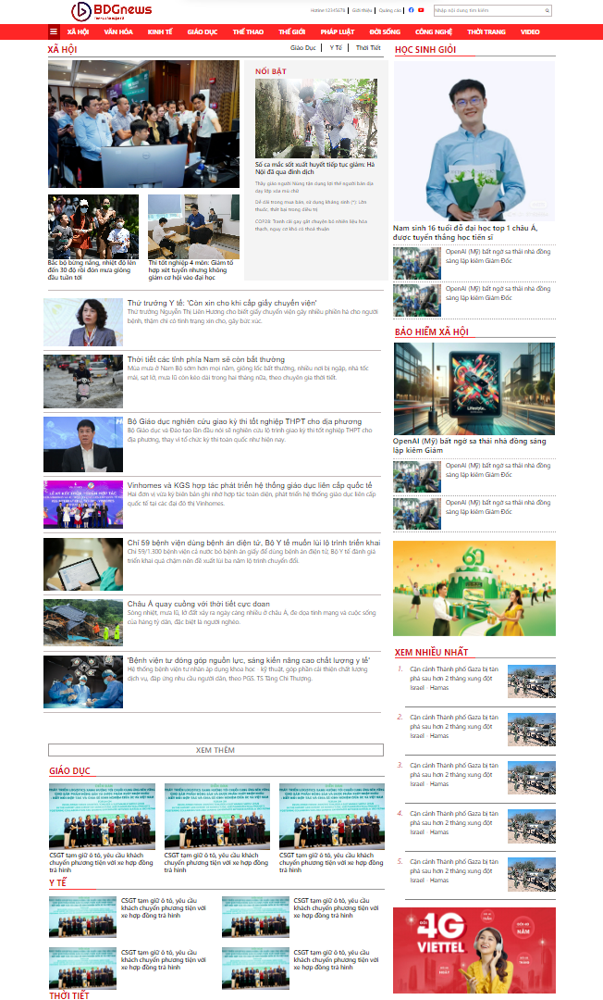 BDGnews
Hotline 12345678
Giới thiệu
Quảng cáo
Nhập nội dung tìm kiếm
XÃ HỘI
VĂN HÓA
KINH TẾ
GIÁO DỤC
THỂ THAO
THẾ GIỚI
PHÁP LUẬT
ĐỜI SỐNG
CÔNG NGHỆ
THỜI TRANG
VIDEO
XÃ HỘI
Giáo Dục
Y Tế
Thời Tiết
NỔI BẬT
Số ca mắc sốt xuất huyết tiếp tục giảm: Hà
Nội đã qua đỉnh dịch
Thầy giáo người Nùng tận dụng lợi thế người bản địa
dạy lớp xóa mù chữ
Dễ dãi trong mua bán, sử dụng kháng sinh (*): Lờn
thuốc, thất bại trong điều trị
COP28: Tranh cãi gay gắt chuyện bỏ nhiên liệu hóa
thạch, nguy cơ khó có thoả thuận
Bắc bộ bừng nắng, nhiệt độ lên
đến 30 độ rồi đón mưa giông
đầu tuần tới
Thi tốt nghiệp 4 môn: Giảm tổ
hợp xét tuyển nhưng không
giảm cơ hội vào đại học
Thứ trưởng Y tế: 'Còn xin cho khi cấp giấy chuyển viện'
Thứ trưởng Nguyễn Thị Liên Hương cho biết giấy chuyển viện gây nhiều phiền hà cho người
bệnh, thậm chí có tình trạng xin cho, gây bức xúc.
Thời tiết các tỉnh phía Nam sẽ còn bất thường
Mùa mưa ở Nam Bộ sớm hơn mọi năm, giông lốc bất thường, nhiều nơi bị ngập, nhà tốc
mái, sạt lở, mưa lũ còn kéo dài trong hai tháng nữa, theo chuyên gia thời tiết.
Bộ Giáo dục nghiên cứu giao kỳ thi tốt nghiệp THPT cho địa phương
Bộ Giáo dục và Đào tạo lần đầu nói sẽ nghiên cứu lộ trình giao kỳ thi tốt nghiệp THPT cho
địa phương, thay vì tổ chức kỳ thi toàn quốc như hiện nay.
Vinhomes và KGS hợp tác phát triển hệ thống giáo dục liên cấp quốc tế
Hai đơn vị vừa ký biên bản ghi nhớ hợp tác toàn diện, phát triển hệ thống giáo dục liên cấp
quốc tế tại các đại đô thị Vinhomes.
Chỉ 59 bệnh viện dùng bệnh án điện tử, Bộ Y tế muốn lùi lộ trình triển khai
Chỉ 59/1.300 bệnh viện cả nước bỏ bệnh án giấy để dùng bệnh án điện tử, Bộ Y tế đánh giá
triển khai quá chậm nên đề xuất lùi ba năm lộ trình chuyển đổi.
Châu Á quay cuồng với thời tiết cực đoan
Sóng nhiệt, mưa lũ, lở đất xảy ra ngày càng nhiều ở châu Á, đe dọa tính mạng và cuộc sống
của hàng tỷ dân, đặc biệt là người nghèo.
'Bệnh viện tư đóng góp nguồn lực, sáng kiến nâng cao chất lượng y tế'
Hệ thống bệnh viện tư nhân áp dụng khoa học - kỹ thuật, góp phần cải thiện chất lượng
dịch vụ, đáp ứng nhu cầu người dân, theo PGS. TS Tăng Chí Thượng.
XEM THÊM
GIÁO DỤC
CSGT tạm giữ ô tô, yêu cầu khách
chuyển phương tiện với xe hợp đồng
trá hình
CSGT tạm giữ ô tô, yêu cầu khách
chuyển phương tiện với xe hợp đồng
trá hình
CSGT tạm giữ ô tô, yêu cầu khách
chuyển phương tiện với xe hợp đồng
trá hình
Y TẾ
CSGT tạm giữ ô tô, yêu cầu
khách chuyển phương tiện với
xe hợp đồng trá hình
CSGT tạm giữ ô tô, yêu cầu
khách chuyển phương tiện với
xe hợp đồng trá hình
CSGT tạm giữ ô tô, yêu cầu
khách chuyển phương tiện với
xe hợp đồng trá hình
CSGT tạm giữ ô tô, yêu cầu
khách chuyển phương tiện với
xe hợp đồng trá hình
THỜI TIẾT
HỌC SINH GIỎI
Nam sinh 16 tuổi đỗ đại học top 1 châu Á,
được tuyển thẳng học tiến sĩ
OpenAI (Mỹ) bất ngờ sa thải nhà đồng
sáng lập kiêm Giám Đốc
OpenAI (Mỹ) bất ngờ sa thải nhà đồng
sáng lập kiêm Giám Đốc
BẢO HIỂM XÃ HỘI
Lifestyle.
OpenAI (Mỹ) bất ngờ sa thải nhà đồng sáng
lập kiêm Giám
OpenAI (Mỹ) bất ngờ sa thải nhà đồng
sáng lập kiêm Giám Đốc
OpenAI (Mỹ) bất ngờ sa thải nhà đồng
sáng lập kiêm Giám Đốc
60
XEM NHIỀU NHẤT
1. Cận cảnh Thành phố Gaza bị tàn
phá sau hơn 2 tháng xung đột
Israel - Hamas
2. Cận cảnh Thành phố Gaza bị tàn
phá sau hơn 2 tháng xung đột
Israel - Hamas
3. Cận cảnh Thành phố Gaza bị tàn
phá sau hơn 2 tháng xung đột
Israel - Hamas
4. Cận cảnh Thành phố Gaza bị tàn
phá sau hơn 2 tháng xung đột
Israel - Hamas
5. Cận cảnh Thành phố Gaza bị tàn
phá sau hơn 2 tháng xung đột
Israel - Hamas
ĐỔI
4G
VIETTEL